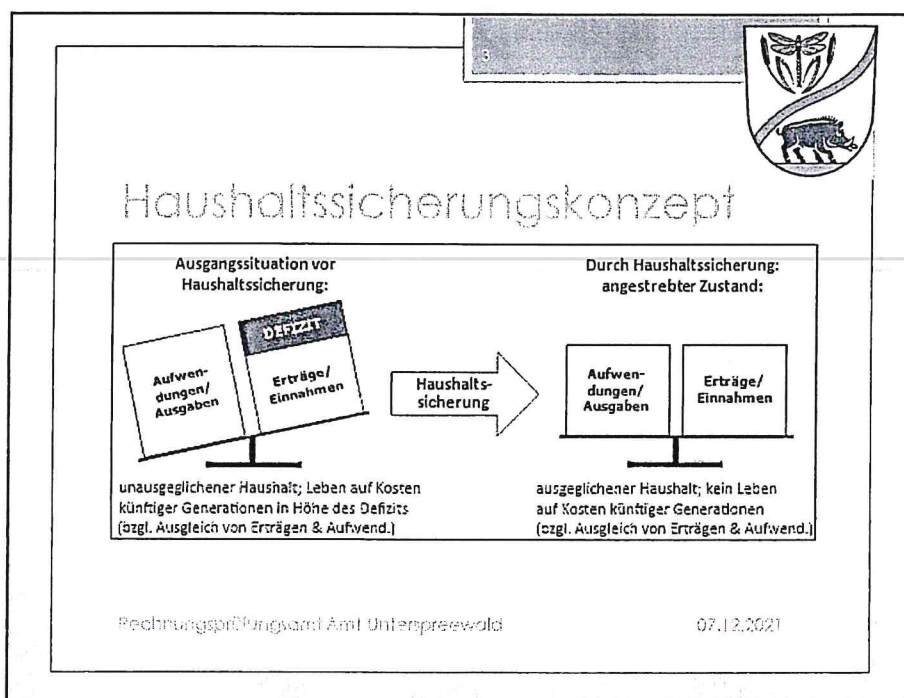 3
Haushaltssicherungskonzept
Ausgangssituation vor
Haushaltssicherung:
DEFIZIT
Aufwen-
dungen/
Ausgaben
Erträge/
Einnahmen
unausgeglichener Haushalt; Leben auf Kosten
künftiger Generationen in Höhe des Defizits
(bzgl. Ausgleich von Erträgen & Aufwend.)
Haushalts-
sicherung
Durch Haushaltssicherung:
angestrebter Zustand:
Aufwen-
dungen/
Ausgaben
Erträge/
Einnahmen
ausgeglichener Haushalt; kein Leben
auf Kosten künftiger Generationen
(bzgl. Ausgleich von Erträgen & Aufwend.)
Rechnungsprüfungsamt Amt Unterspreewald
07.12.2021